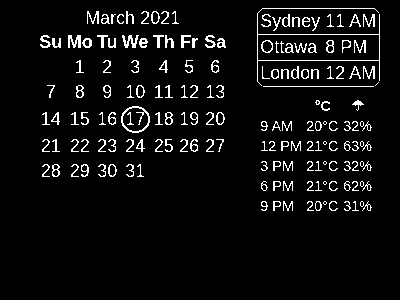 March 2021
Su Mo Tu We Th Fr Sa
1 2 3 4 5 6
7 8 9 10 11 12 13
14 15 16 17 18 19 20
21 22 23 24 25 26 27
28 29 30 31
Sydney 11 AM
Ottawa 8 PM
London 12 AM
°C ☂
9 AM 20°C 32%
12 PM 21°C 63%
3 PM 21°C 32%
6 PM 21°C 62%
9 PM 20°C 31%